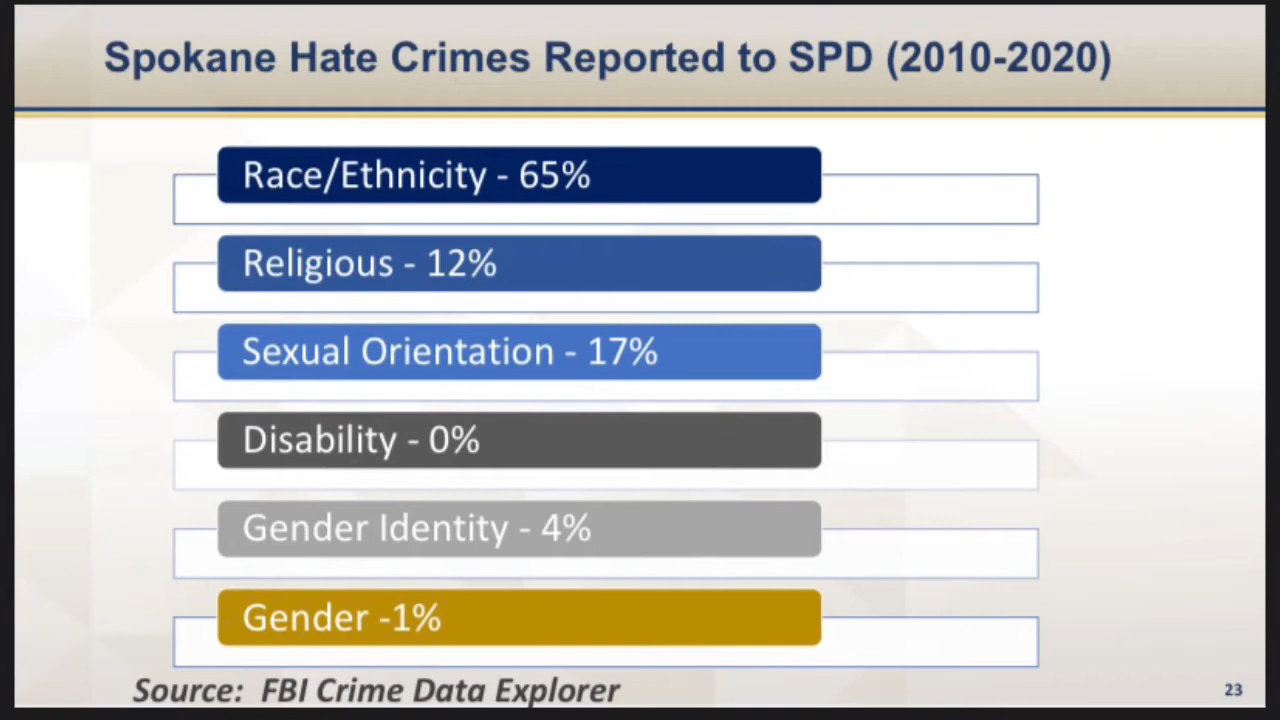 Spokane Hate Crimes Reported to SPD (2010-2020)
Race/Ethnicity - 65%
Religious - 12%
Sexual Orientation - 17%
Disability - 0%
Gender Identity - 4%
Gender -1%
Source: FBI Crime Data Explorer
23